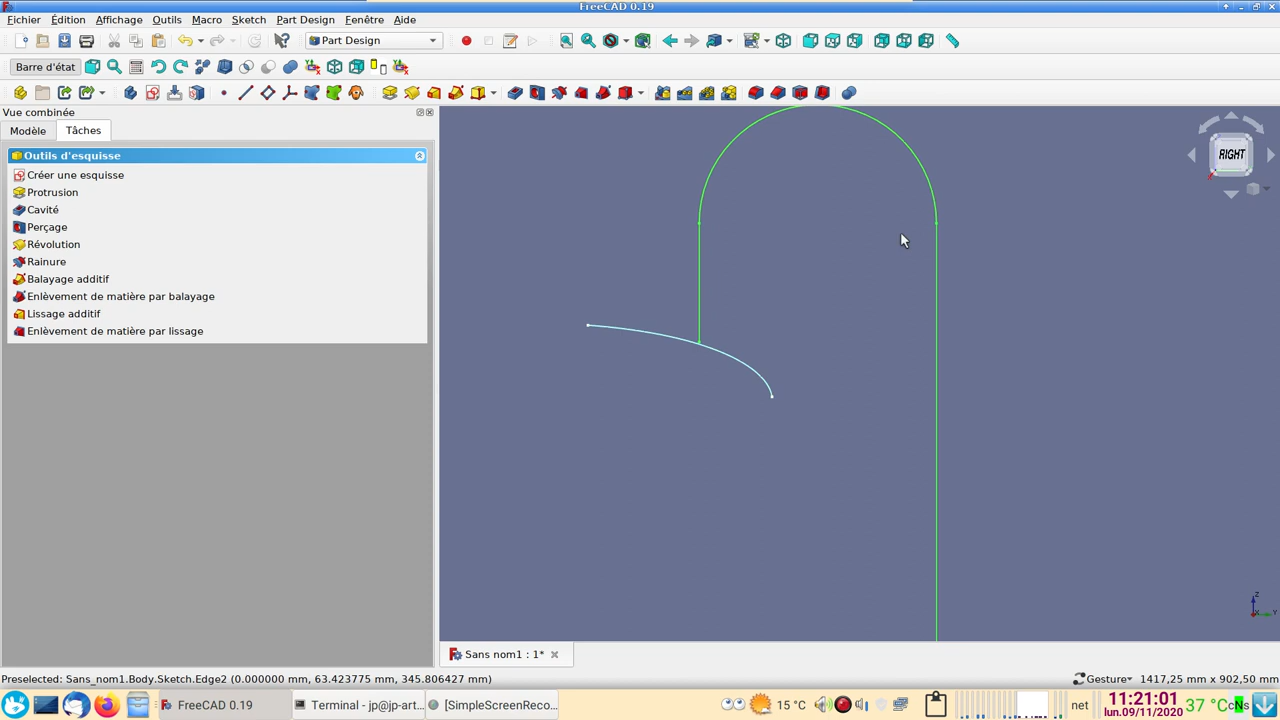 FreeCAD 0.19
Fichier Édition Affichage Outils Macro Sketch Part Design Fenêtre Aide
Part Design
Barre d'état
Vue combinée
Modèle Tâches
Outils d'esquisse
Créer une esquisse
Protrusion
Cavité
Perçage
Révolution
Rainure
Balayage additif
Enlèvement de matière par balayage
Lissage additif
Enlèvement de matière par lissage
RIGHT
Z
Y
Sans nom1 : 1*
Preselected: Sans_nom1.Body.Sketch.Edge2 (0.000000 mm, 63.423775 mm, 345.806427 mm)
Gesture
1417,25 mm x 902,50 mm
FreeCAD 0.19
Terminal - jp@jp-art...
[SimpleScreenReco...
15 °C
net
11:21:01
lun.09/11/2020
37 °C